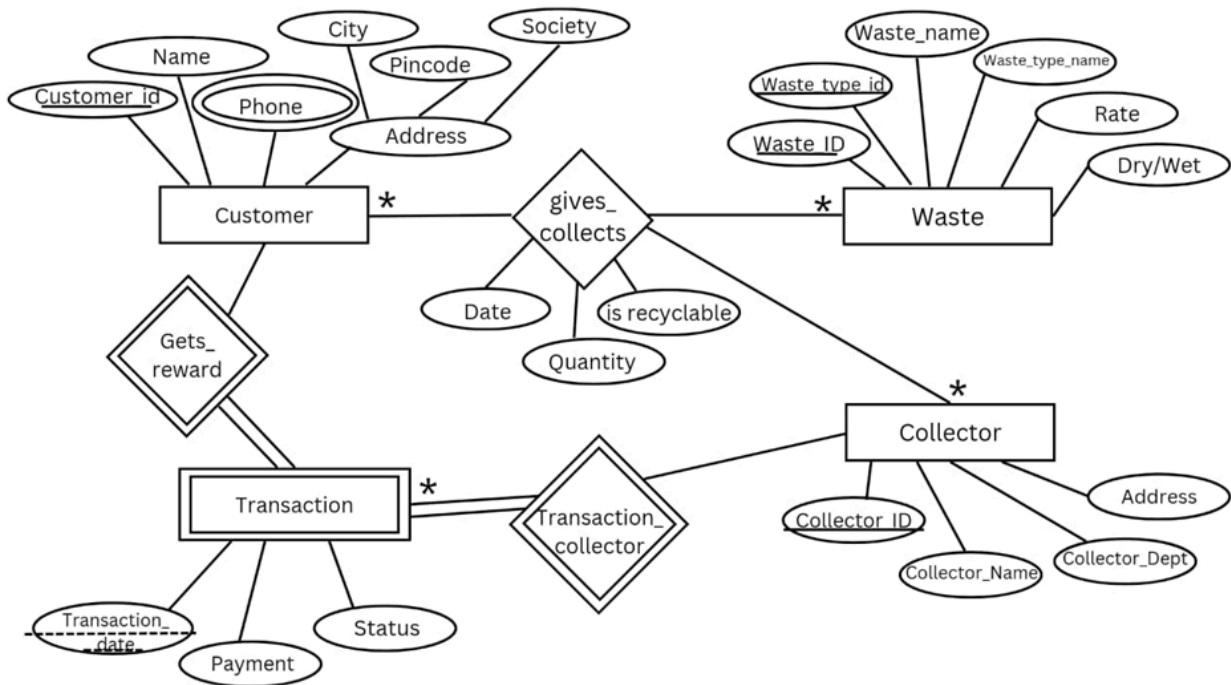 City
Society
Name
Pincode
Customer_id
Phone
Address
Waste_name
Waste_type_name
Waste_type_id
Rate
Waste_ID
Dry/Wet
Customer
*
gives_
collects
*
Waste
Date
is recyclable
Quantity
Gets_
reward
*
Collector
Transaction
*
Transaction_
collector
Address
Collector_ID
Collector_Dept
Collector_Name
Transaction_
date
Status
Payment